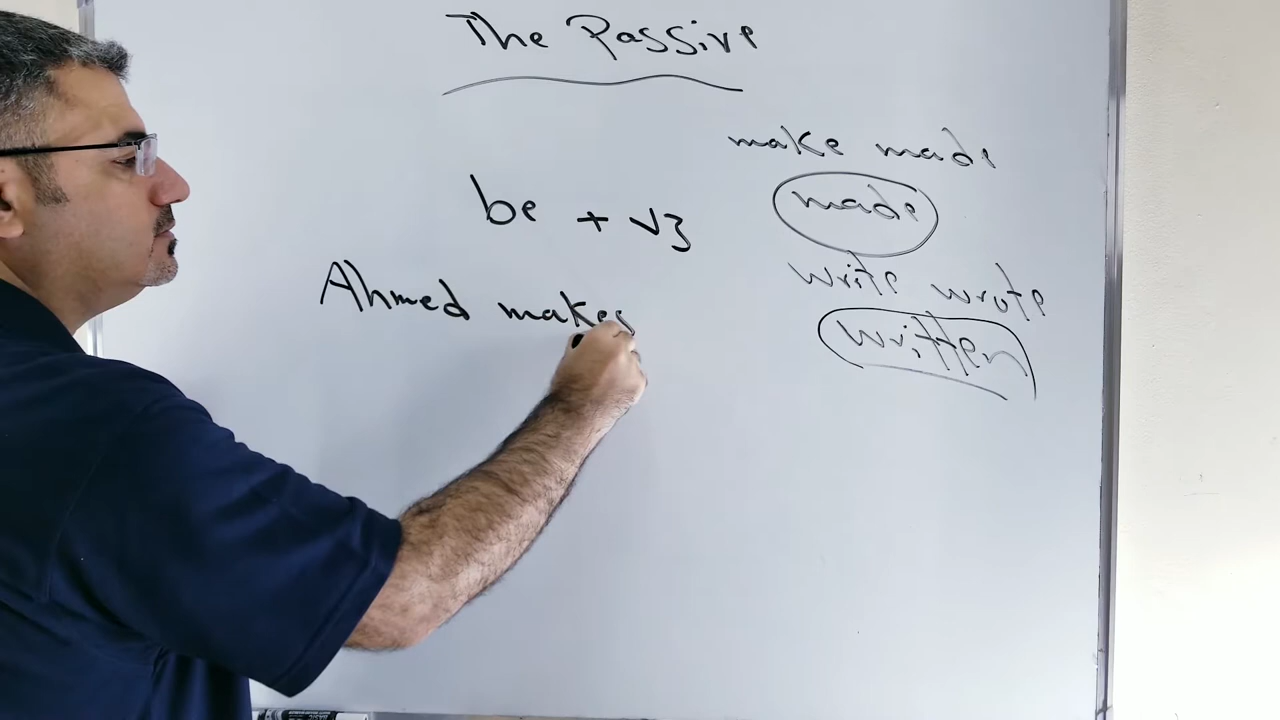 The Passive
make made
made
be + V3
write wrote
written
Ahmed makes